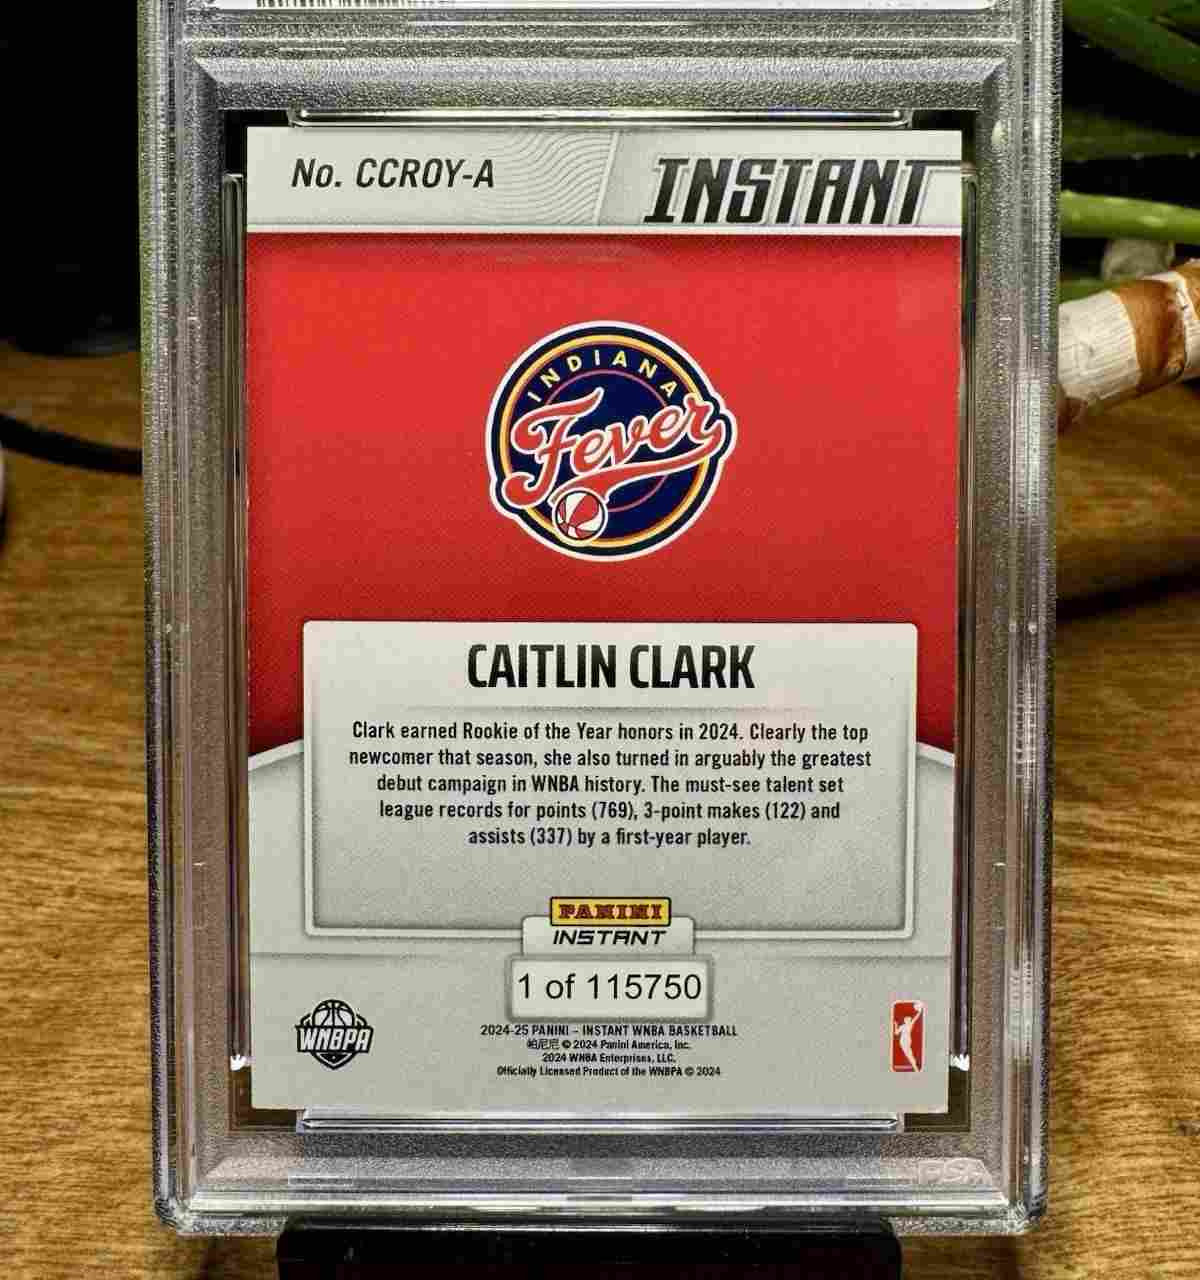 No. CCROY-A
INSTANT
INDIANA
Fever
CAITLIN CLARK
Clark earned Rookie of the Year honors in 2024. Clearly the top
newcomer that season, she also turned in arguably the greatest
debut campaign in WNBA history. The must-see talent set
league records for points (769), 3-point makes (122) and
assists (337) by a first-year player.
PANINI
INSTANT
1 of 115750
WNBPA
2024-25 PANINI – INSTANT WNBA BASKETBALL
帕尼尼 © 2024 Panini America, Inc.
2024 WNBA Enterprises, LLC.
Officially Licensed Product of the WNBPA © 2024
PSA